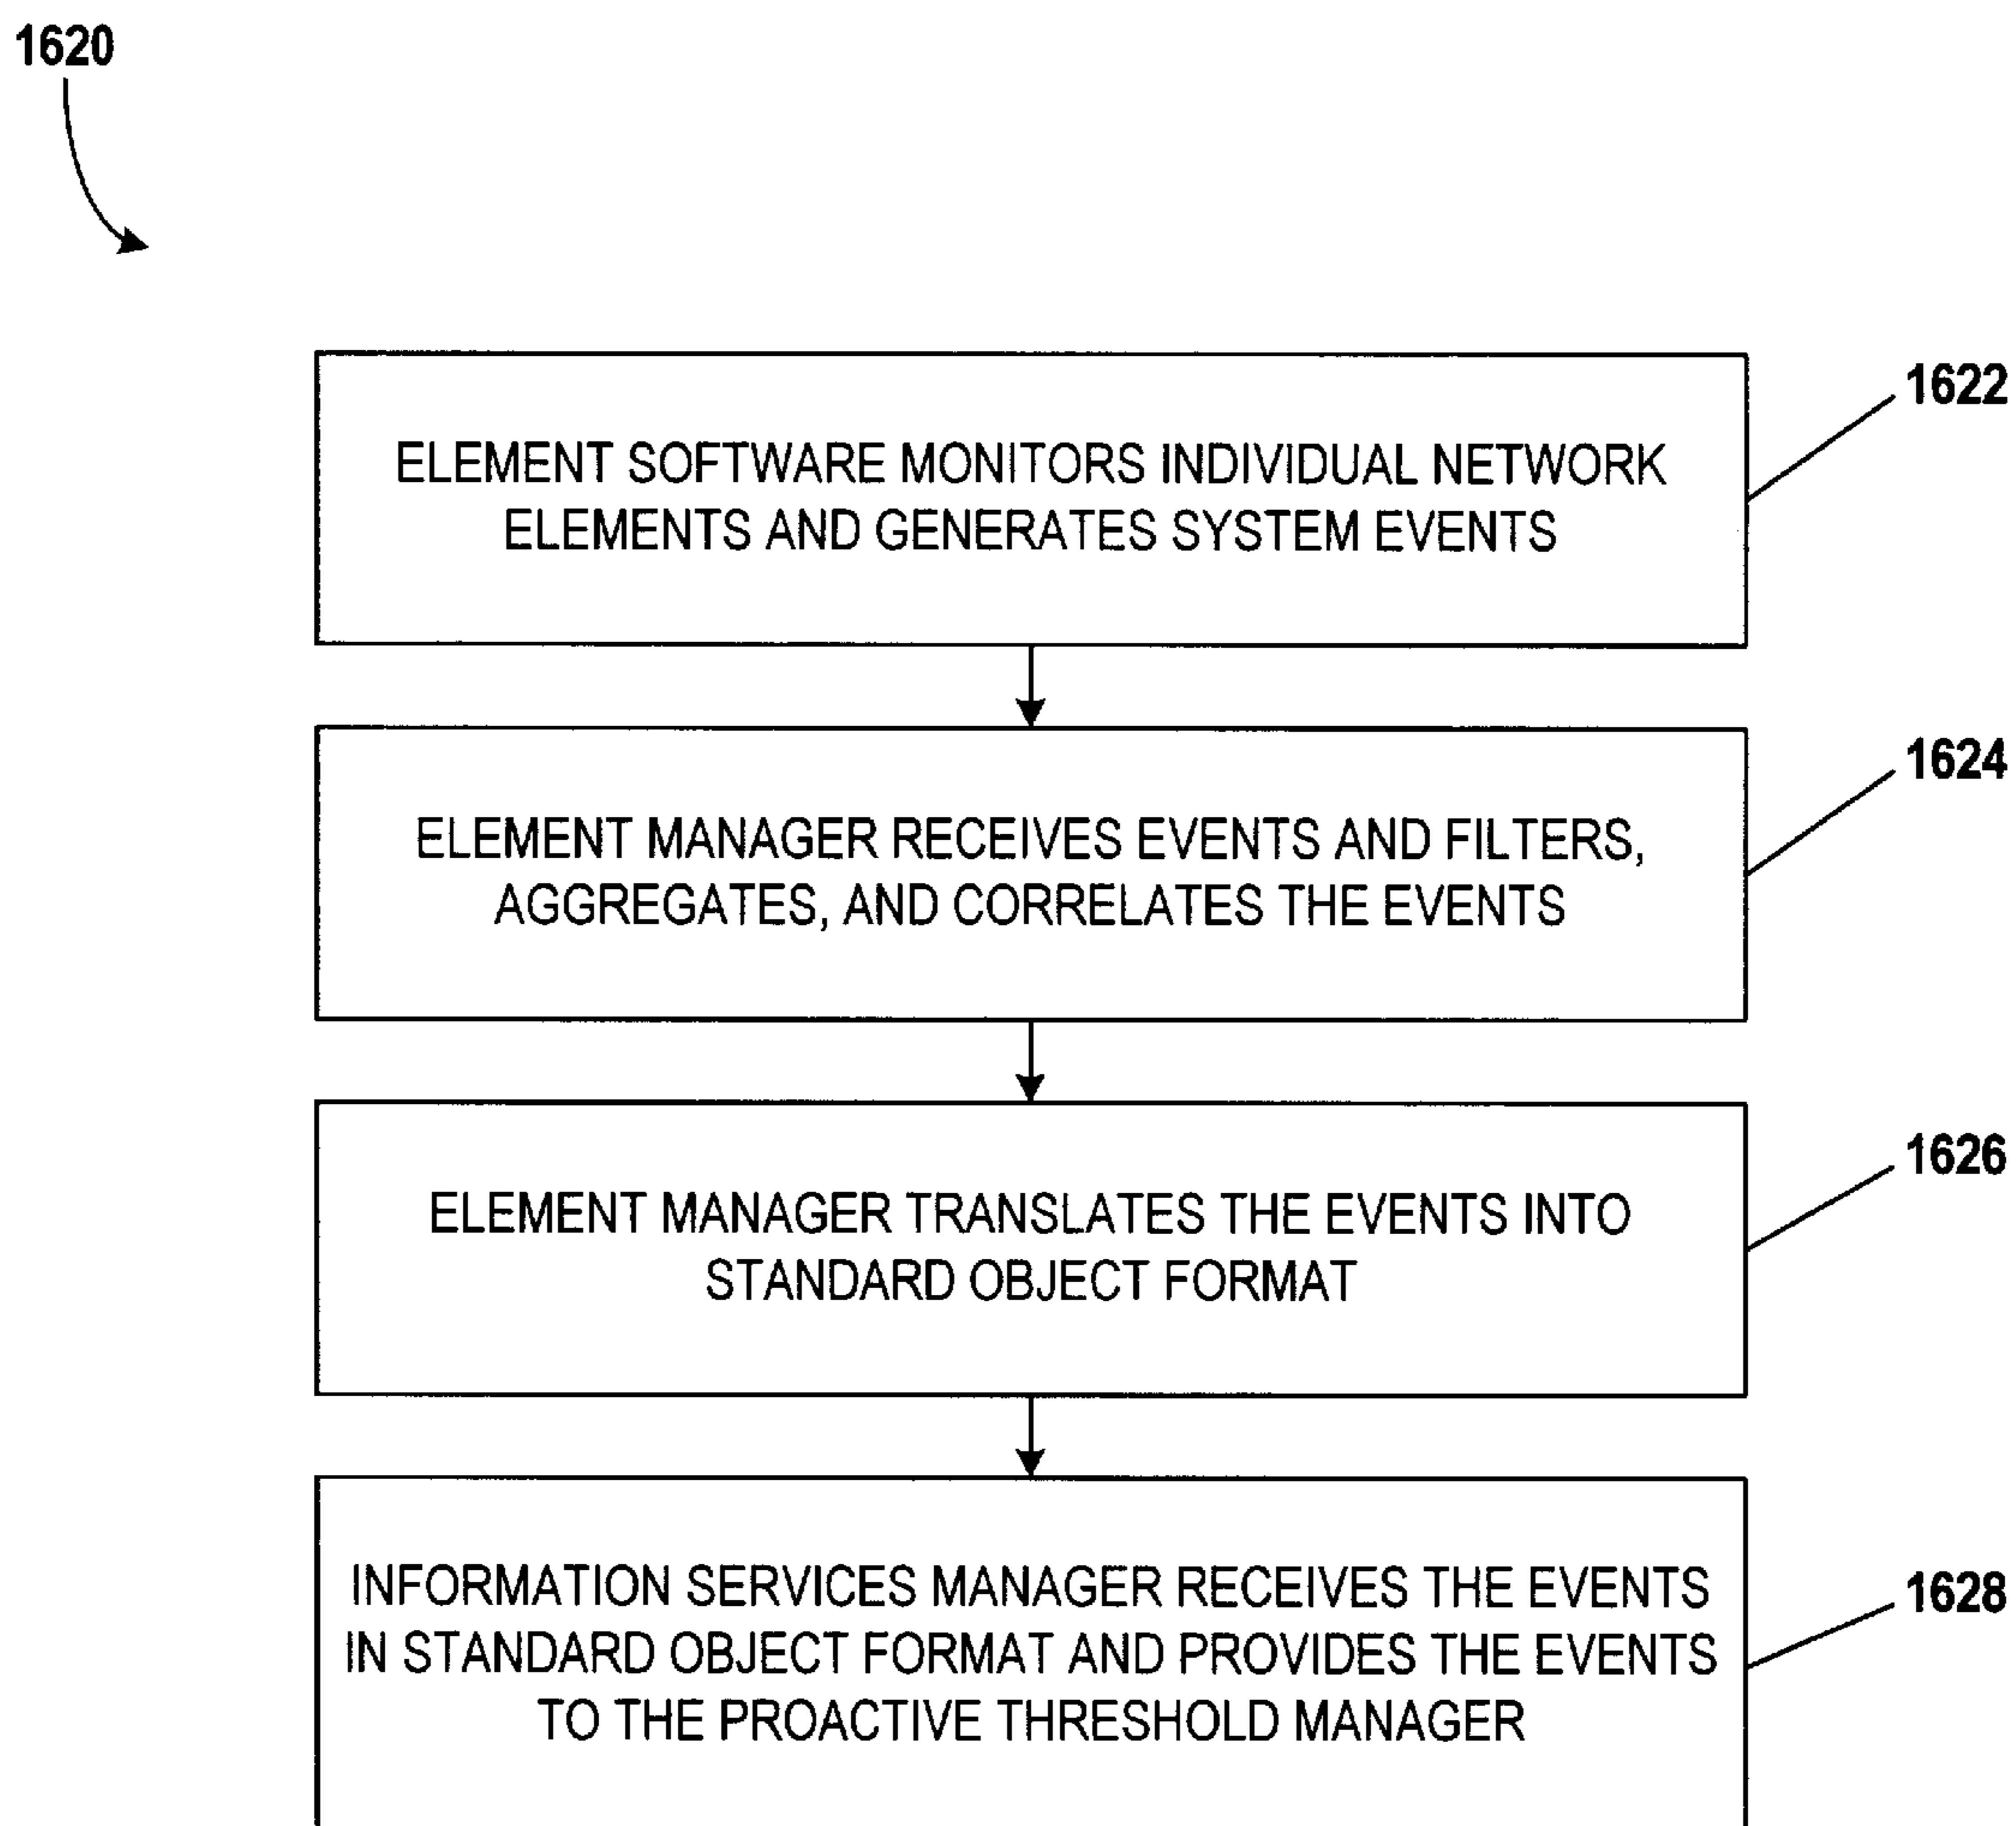 1620
1622
ELEMENT SOFTWARE MONITORS INDIVIDUAL NETWORK
ELEMENTS AND GENERATES SYSTEM EVENTS
1624
ELEMENT MANAGER RECEIVES EVENTS AND FILTERS,
AGGREGATES, AND CORRELATES THE EVENTS
1626
ELEMENT MANAGER TRANSLATES THE EVENTS INTO
STANDARD OBJECT FORMAT
1628
INFORMATION SERVICES MANAGER RECEIVES THE EVENTS
IN STANDARD OBJECT FORMAT AND PROVIDES THE EVENTS
TO THE PROACTIVE THRESHOLD MANAGER